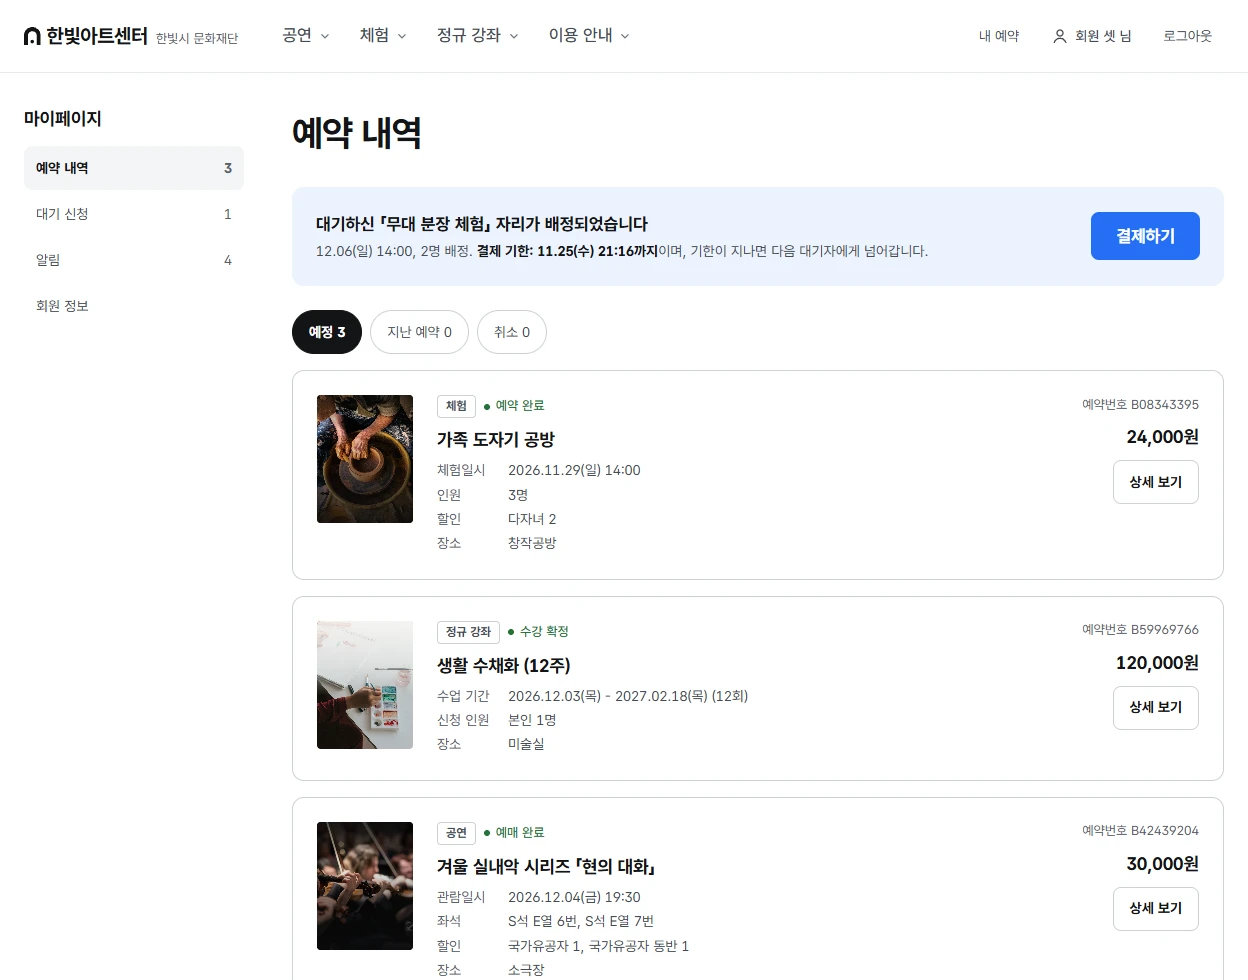 한빛아트센터 한빛시 문화재단 공연 체험 정규 강좌 이용 안내 내 예약 회원 셋 님 로그아웃
마이페이지
예약 내역 3
대기 신청 1
알림 4
회원 정보
예약 내역
대기하신 「무대 분장 체험」 자리가 배정되었습니다
12.06(일) 14:00, 2명 배정. 결제 기한: 11.25(수) 21:16까지이며, 기한이 지나면 다음 대기자에게 넘어갑니다.
결제하기
예정 3 지난 예약 0 취소 0
체험 예약 완료
가족 도자기 공방
체험일시 2026.11.29(일) 14:00
인원 3명
할인 다자녀 2
장소 창작공방
예약번호 B08343395
24,000원
상세 보기
정규 강좌 수강 확정
생활 수채화 (12주)
수업 기간 2026.12.03(목) - 2027.02.18(목) (12회)
신청 인원 본인 1명
장소 미술실
예약번호 B59969766
120,000원
상세 보기
공연 예매 완료
겨울 실내악 시리즈 「현의 대화」
관람일시 2026.12.04(금) 19:30
좌석 S석 E열 6번, S석 E열 7번
할인 국가유공자 1, 국가유공자 동반 1
장소 소극장
예약번호 B42439204
30,000원
상세 보기